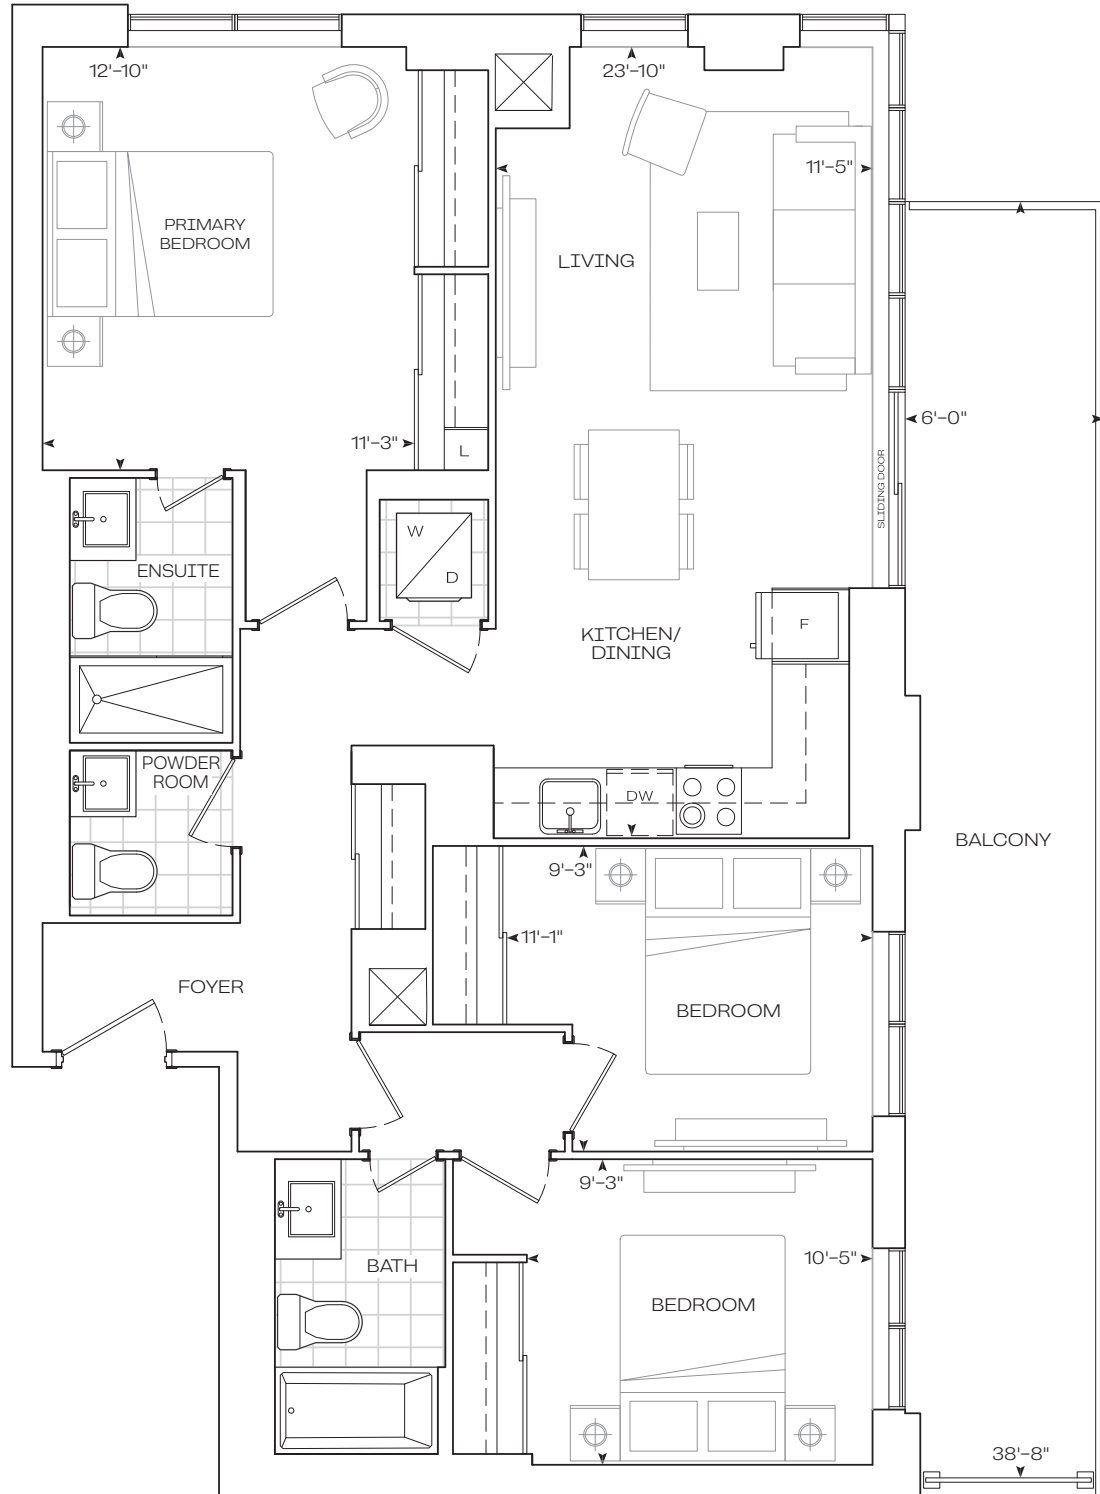 12'-10"
23'-10"
11'-5"
PRIMARY
BEDROOM
LIVING
6'-0"
11'-3"
L
SLIDING DOOR
W
D
ENSUITE
F
KITCHEN/
DINING
POWDER
ROOM
DW
BALCONY
9'-3"
11'-1"
FOYER
BEDROOM
9'-3"
BATH
10'-5"
BEDROOM
38'-8"